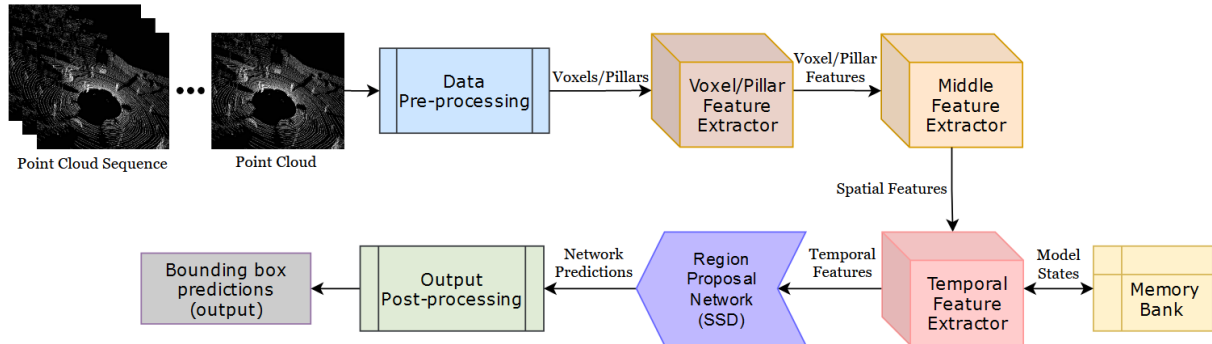 Point Cloud Sequence
Point Cloud
Data
Pre-processing
Voxels/Pillars
Voxel/Pillar
Feature
Extractor
Voxel/Pillar
Features
Middle
Feature
Extractor
Spatial Features
Bounding box
predictions
(output)
Output
Post-processing
Network
Predictions
Region
Proposal
Network
(SSD)
Temporal
Features
Temporal
Feature
Extractor
Model
States
Memory
Bank